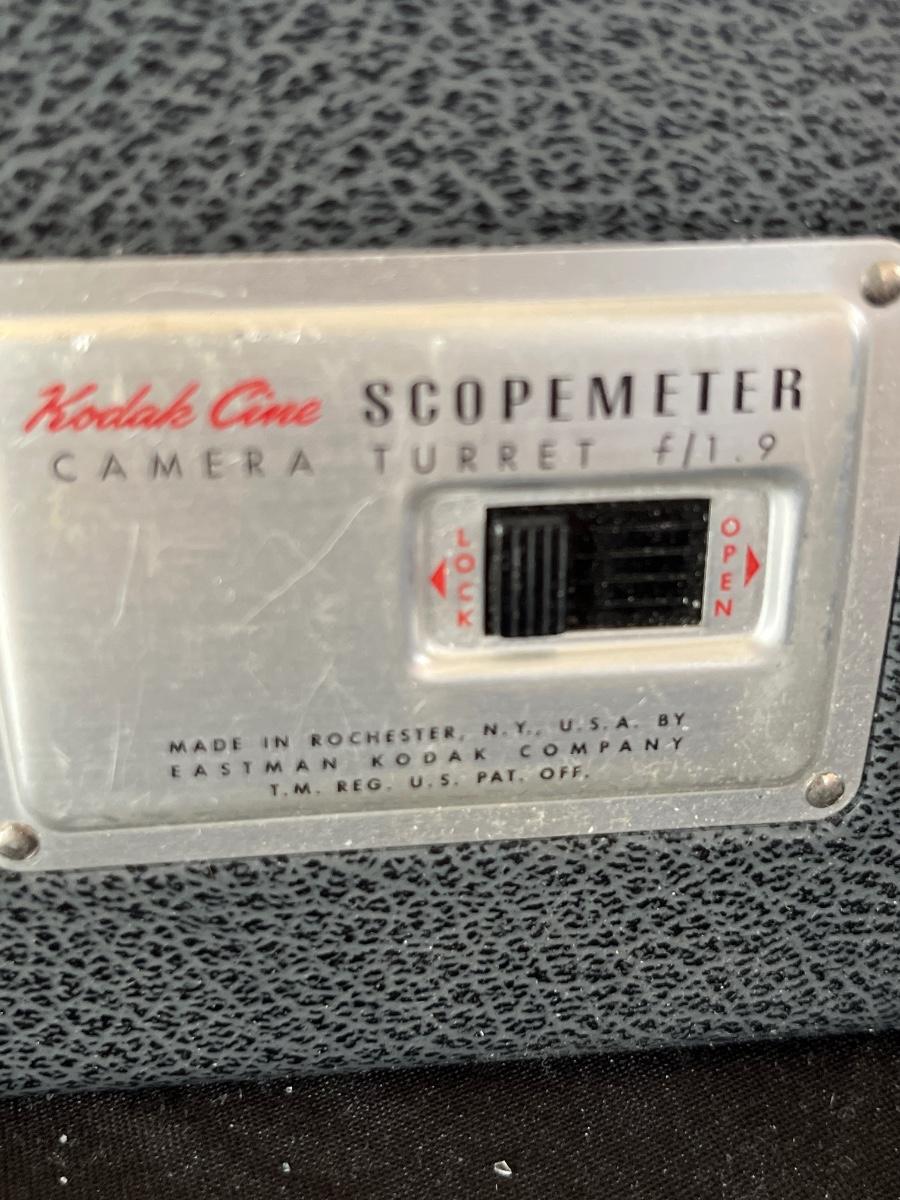 Kodak Cine SCOPEMETER
CAMERA TURRET f/1.9
LOCK
OPEN
MADE IN ROCHESTER, N.Y., U.S.A. BY
EASTMAN KODAK COMPANY
T.M. REG. U.S. PAT. OFF.